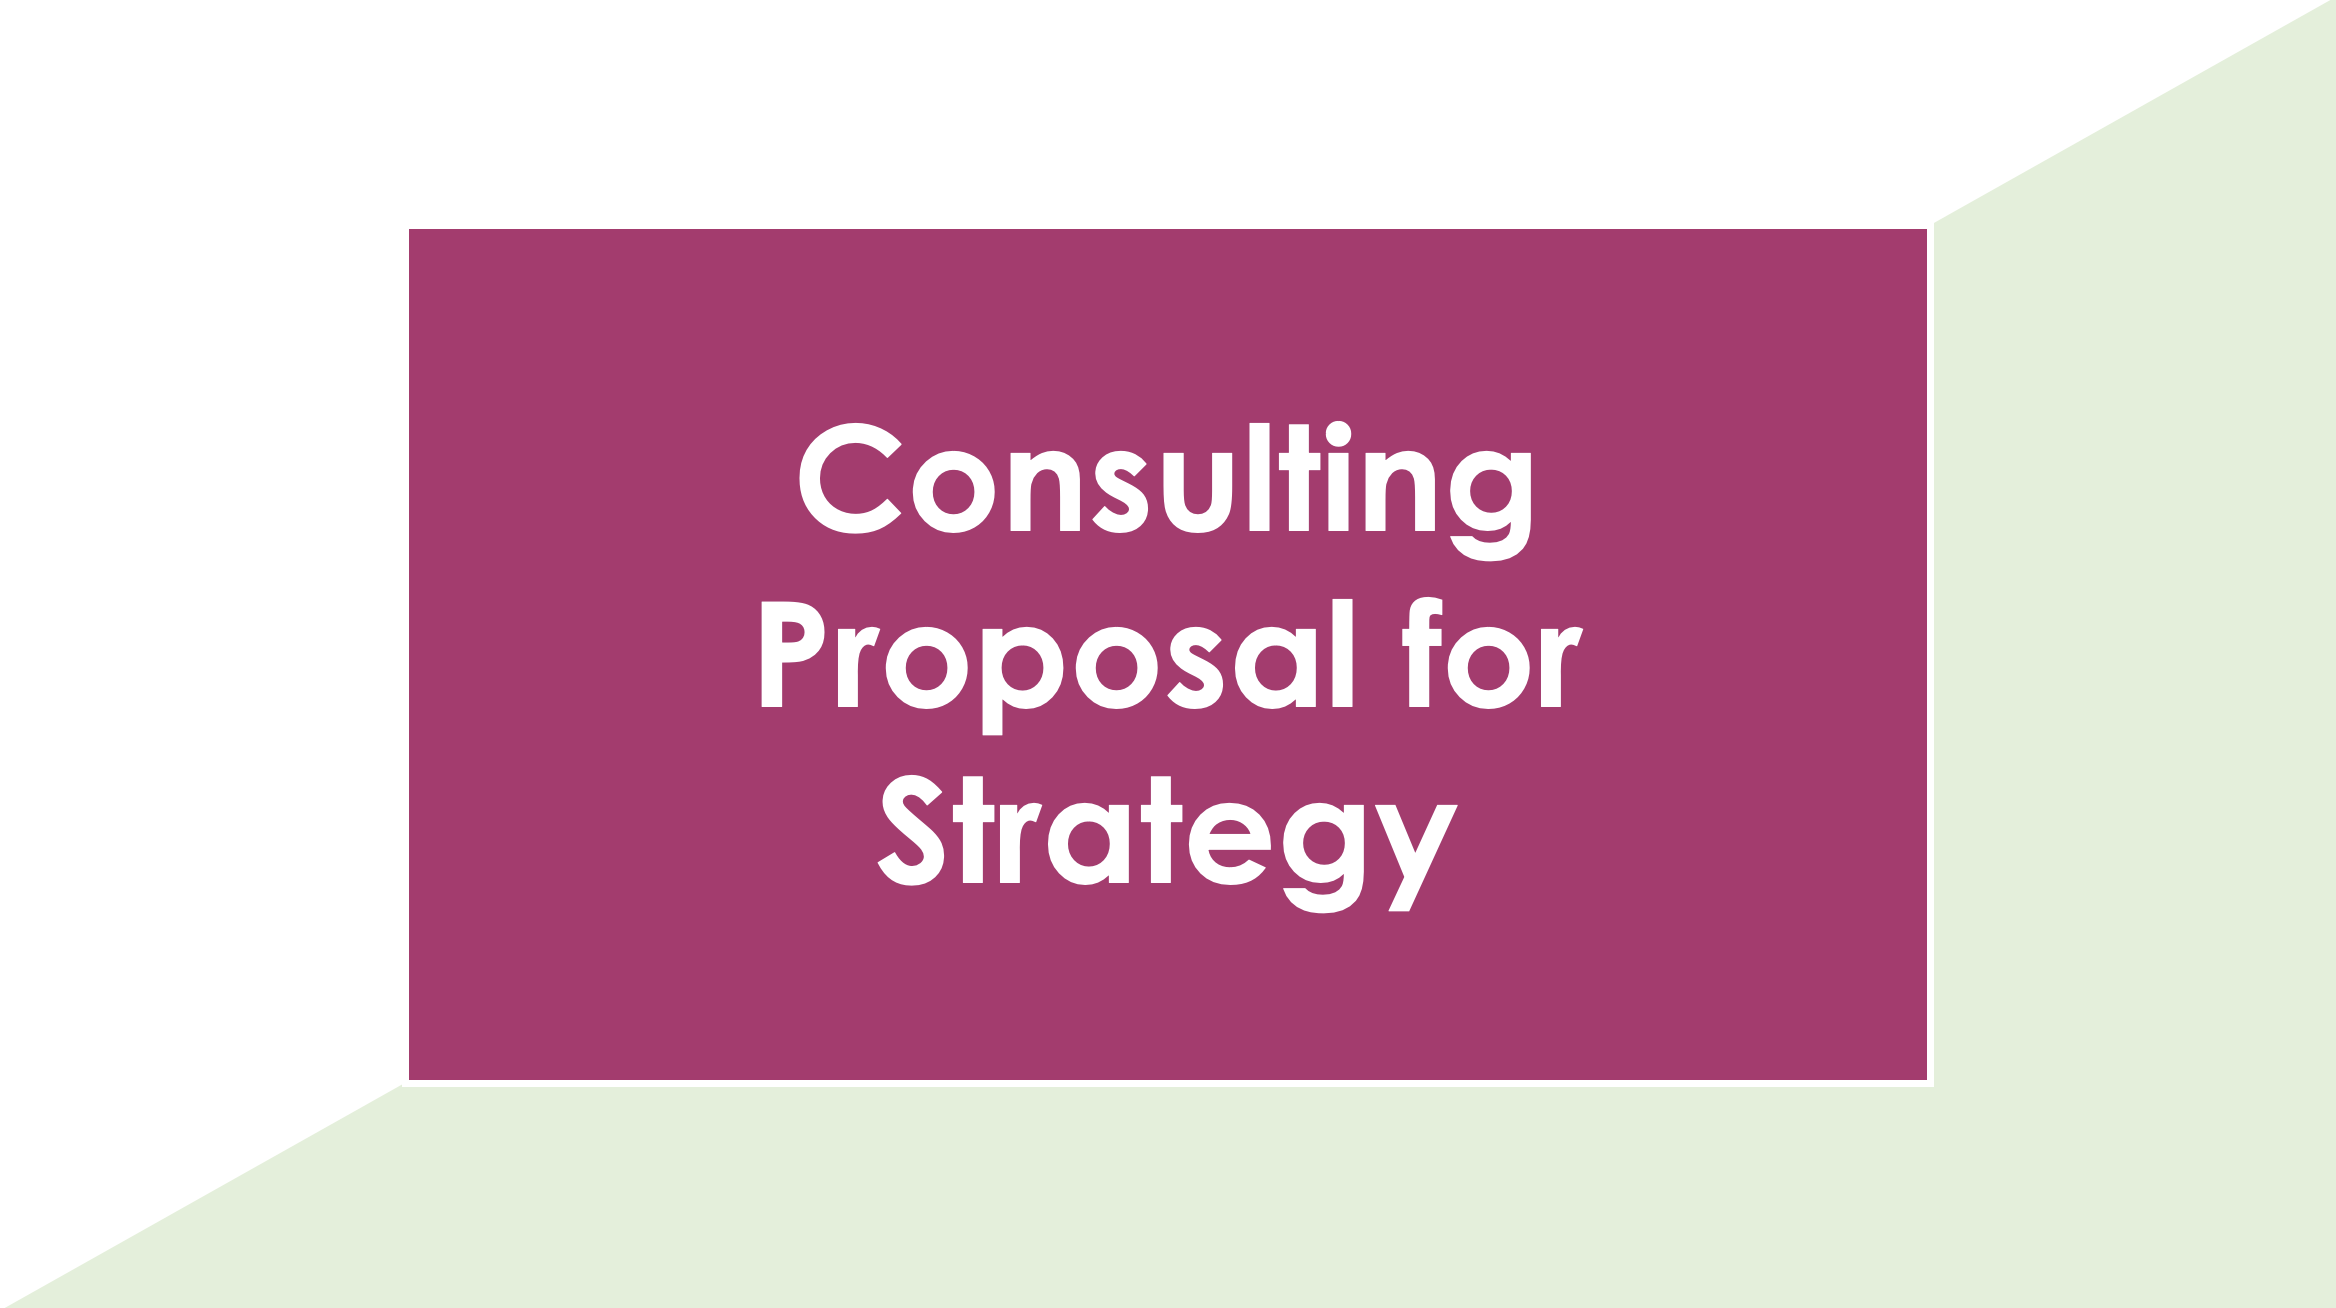 Consulting
Proposal for
Strategy